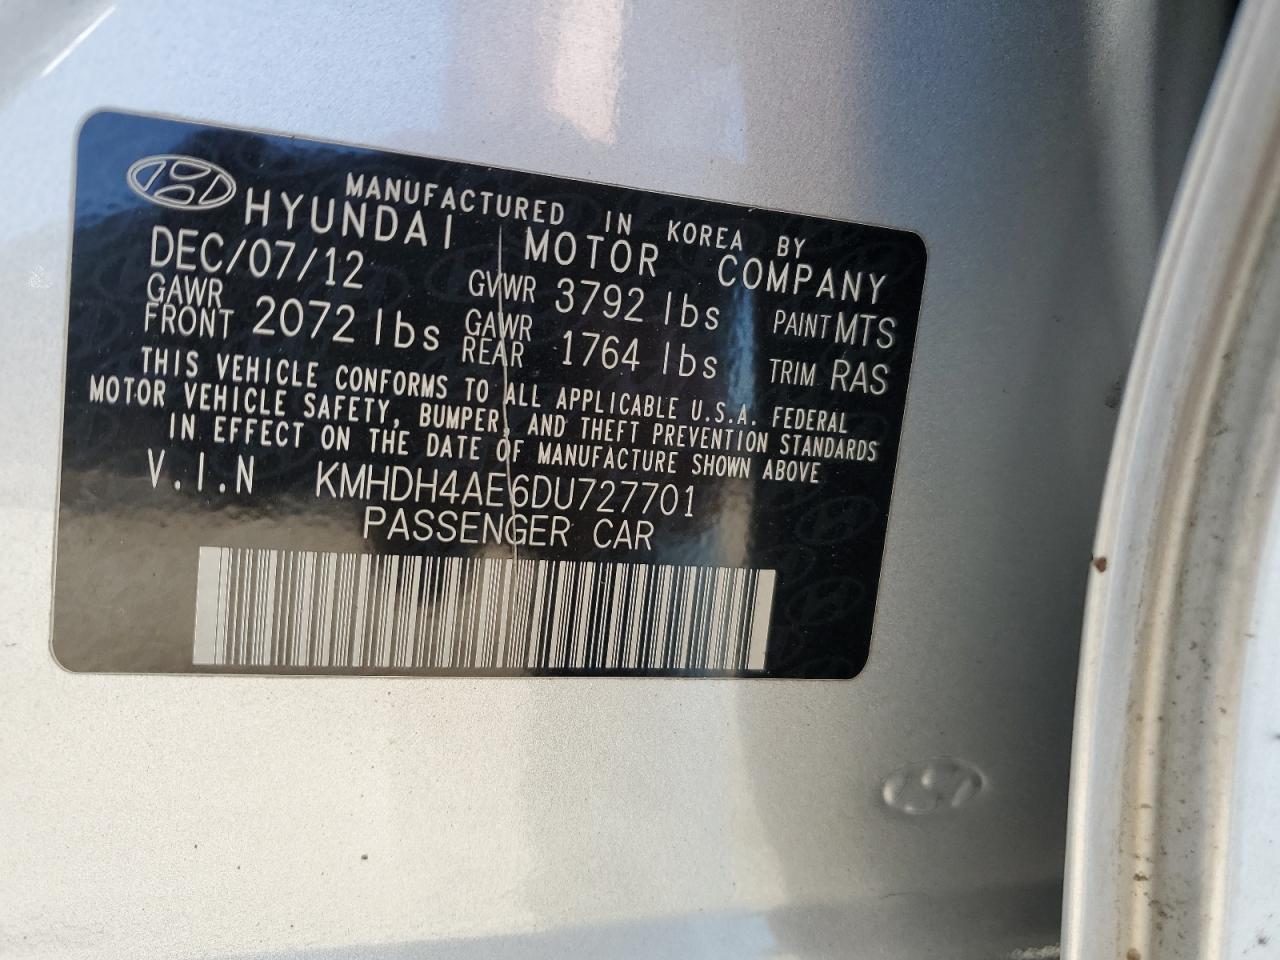 MANUFACTURED IN KOREA BY
HYUNDAI MOTOR COMPANY
DEC/07/12 GVWR 3792 lbs PAINT MTS
GAWR FRONT 2072 lbs GAWR REAR 1764 lbs TRIM RAS
THIS VEHICLE CONFORMS TO ALL APPLICABLE U.S.A. FEDERAL
MOTOR VEHICLE SAFETY, BUMPER, AND THEFT PREVENTION STANDARDS
IN EFFECT ON THE DATE OF MANUFACTURE SHOWN ABOVE
V.I.N KMHDH4AE6DU727701
PASSENGER CAR